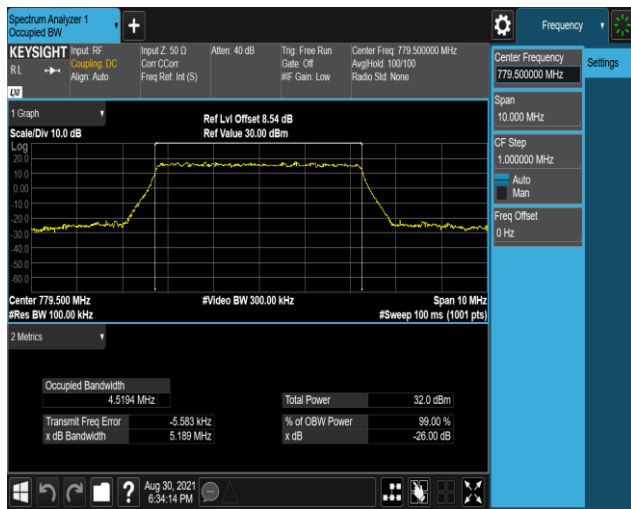 Spectrum Analyzer 1
Occupied BW
+
Frequency
KEYSIGHT
RL
LXI
Input: RF
Coupling: DC
Align: Auto
Input Z: 50 Ω
Corr CCorr
Freq Ref: Int (S)
Atten: 40 dB
Trig: Free Run
Gate: Off
#IF Gain: Low
Center Freq: 779.500000 MHz
Avg|Hold: 100/100
Radio Std: None
Center Frequency
779.500000 MHz
Settings
Span
10.000 MHz
CF Step
1.000000 MHz
Auto
Man
Freq Offset
0 Hz
1 Graph
Scale/Div 10.0 dB
Ref Lvl Offset 8.54 dB
Ref Value 30.00 dBm
Log
20.0
10.0
0.00
-10.0
-20.0
-30.0
-40.0
-50.0
-60.0
Center 779.500 MHz
#Res BW 100.00 kHz
#Video BW 300.00 kHz
Span 10 MHz
#Sweep 100 ms (1001 pts)
2 Metrics
Occupied Bandwidth
4.5194 MHz
Total Power 32.0 dBm
Transmit Freq Error -5.583 kHz
% of OBW Power 99.00 %
x dB Bandwidth 5.189 MHz
x dB -26.00 dB
?
Aug 30, 2021
6:34:14 PM